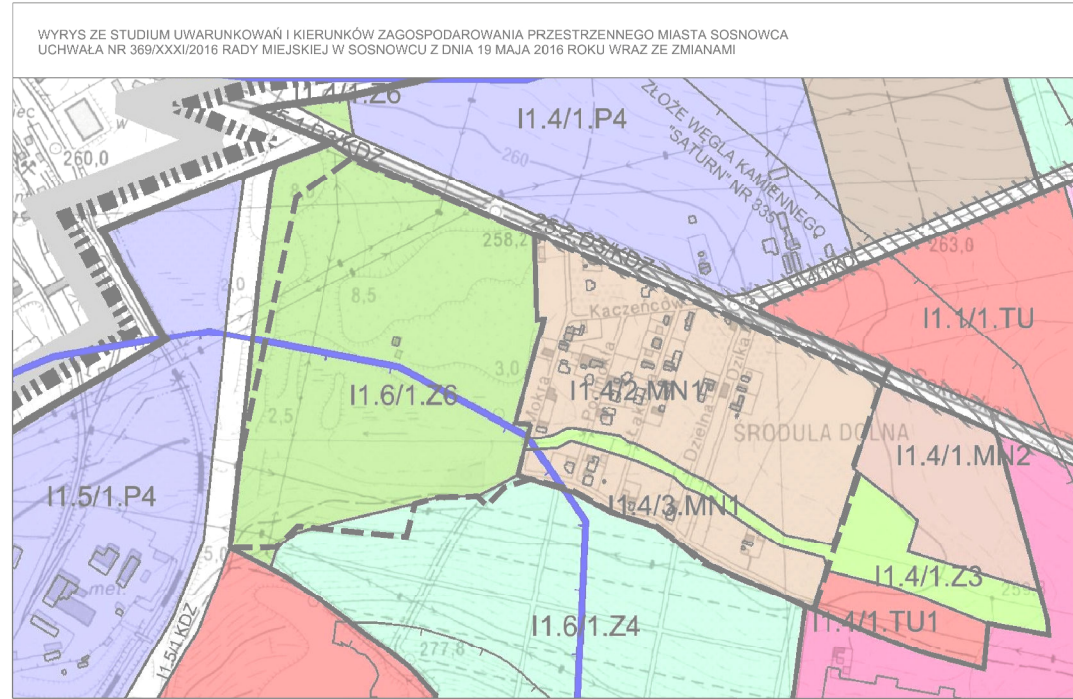 WYRYS ZE STUDIUM UWARUNKOWAŃ I KIERUNKÓW ZAGOSPODAROWANIA PRZESTRZENNEGO MIASTA SOSNOWCA
UCHWAŁA NR 369/XXXI/2016 RADY MIEJSKIEJ W SOSNOWCU Z DNIA 19 MAJA 2016 ROKU WRAZ ZE ZMIANAMI
I1.4/1.Z6
I1.4/1.P4
ZŁOŻE WĘGLA KAMIENNEGO
"SATURN" NR 335
260,0
260
258,2
263,0
8,5
Kaczeńców
I1.1/1.TU
3,0
I1.6/1.Z6
I1.4/2.MN1
Mokra
Dzika
Dzielna
2,5
ŚRODULA DOLNA
I1.4/1.MN2
I1.5/1.P4
I1.4/3.MN1
met.
5,0
I1.4/1.Z3
I1.5/1.KDZ
I1.6/1.Z4
I1.4/1.TU1
277,8